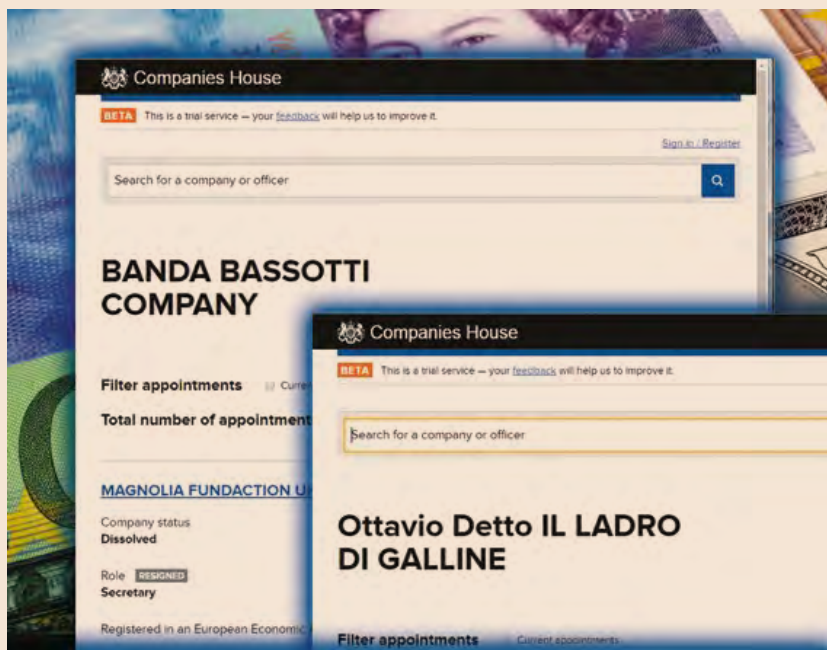 Companies House
BETA This is a trial service — your feedback will help us to improve it.
Sign in / Register
Search for a company or officer
BANDA BASSOTTI
COMPANY
Filter appointments
Total number of appointment
MAGNOLIA FUNDACTION
Company status
Dissolved
Role RESIGNED
Secretary
Registered in an European Economic
Companies House
BETA This is a trial service — your feedback will help us to improve it.
Search for a company or officer
Ottavio Detto IL LADRO
DI GALLINE
Filter appointments Current appointments